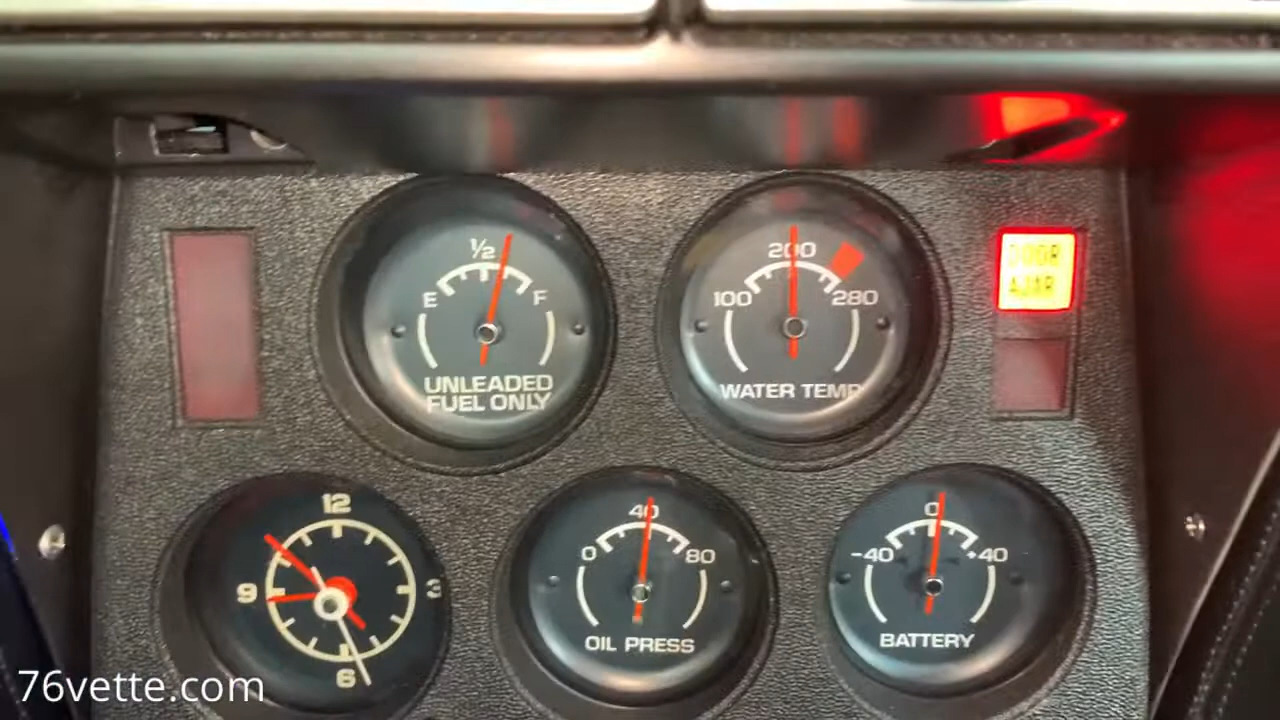 1/2
E F
UNLEADED
FUEL ONLY
200
100 280
WATER TEMP
DOOR
AJAR
12
9 3
6
40
0 80
OIL PRESS
0
-40 +40
BATTERY
76vette.com